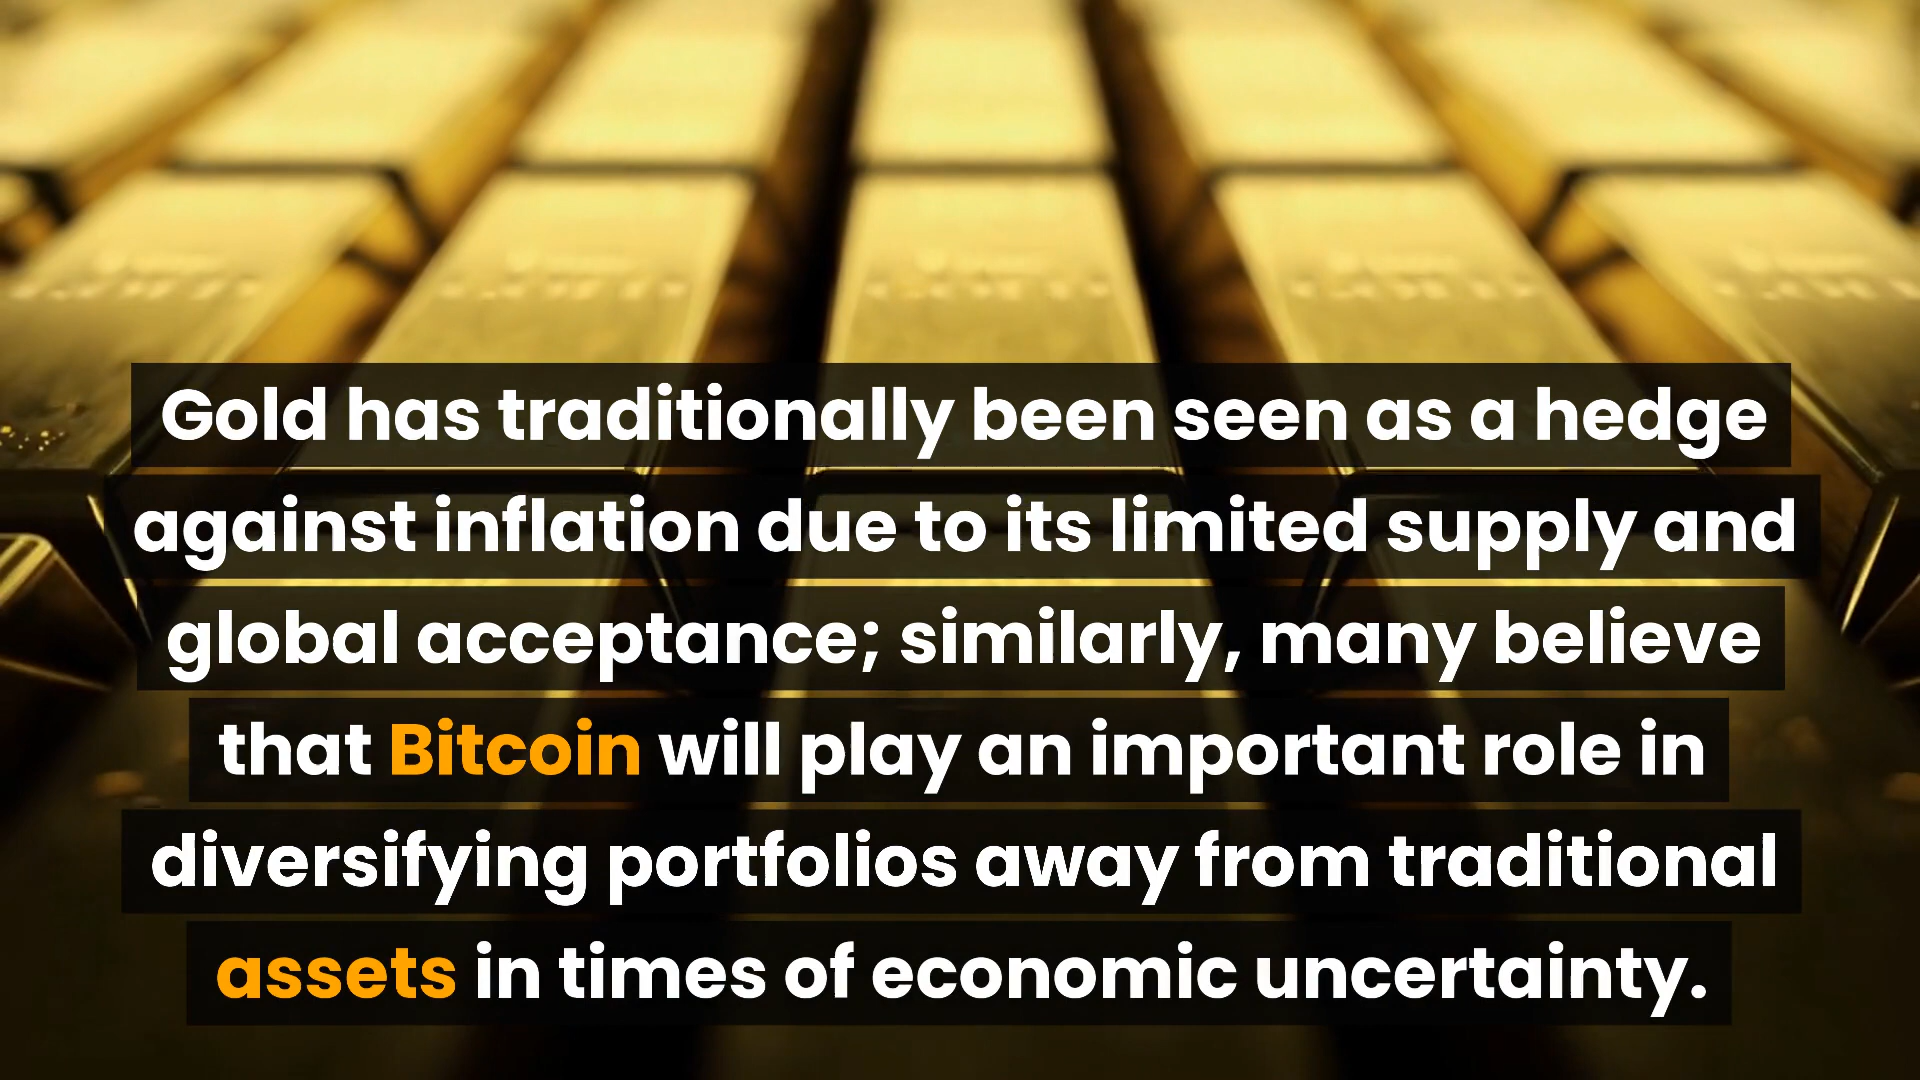 Gold has traditionally been seen as a hedge
against inflation due to its limited supply and
global acceptance; similarly, many believe
that Bitcoin will play an important role in
diversifying portfolios away from traditional
assets in times of economic uncertainty.